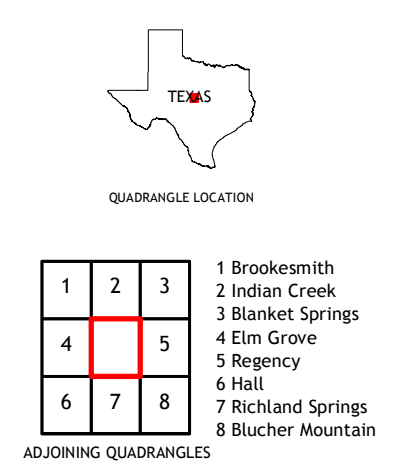 TEXAS
QUADRANGLE LOCATION
1 2 3
4 5
6 7 8
1 Brookesmith
2 Indian Creek
3 Blanket Springs
4 Elm Grove
5 Regency
6 Hall
7 Richland Springs
8 Blucher Mountain
ADJOINING QUADRANGLES